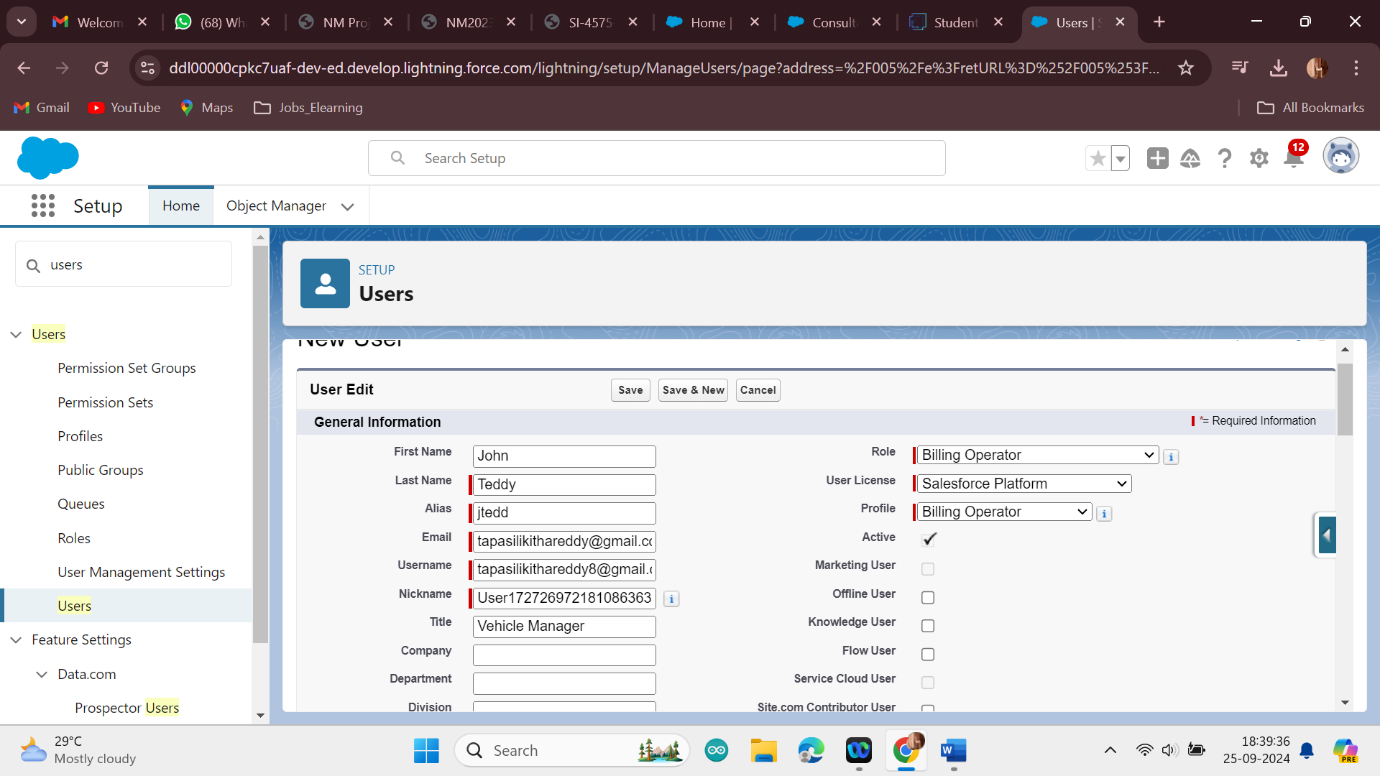 Welcom
(68) Wh
NM Pro
NM202
SI-4575
Home |
Consult
Student
Users |
ddl00000cpkc7uaf-dev-ed.develop.lightning.force.com/lightning/setup/ManageUsers/page?address=%2F005%2Fe%3FretURL%3D%252F005%253F...
Gmail
YouTube
Maps
Jobs_Elearning
All Bookmarks
Search Setup
12
Setup
Home
Object Manager
users
SETUP
Users
Users
Permission Set Groups
Permission Sets
Profiles
Public Groups
Queues
Roles
User Management Settings
Users
Feature Settings
Data.com
Prospector Users
New User
User Edit
Save
Save & New
Cancel
General Information
*= Required Information
First Name John
Last Name Teddy
Alias jtedd
Email tapasilikithareddy@gmail.co
Username tapasilikithareddy8@gmail.
Nickname User172726972181086363
Title Vehicle Manager
Company
Department
Division
Role Billing Operator
User License Salesforce Platform
Profile Billing Operator
Active
Marketing User
Offline User
Knowledge User
Flow User
Service Cloud User
Site.com Contributor User
29°C
Mostly cloudy
Search
18:39:36
25-09-2024
PRE